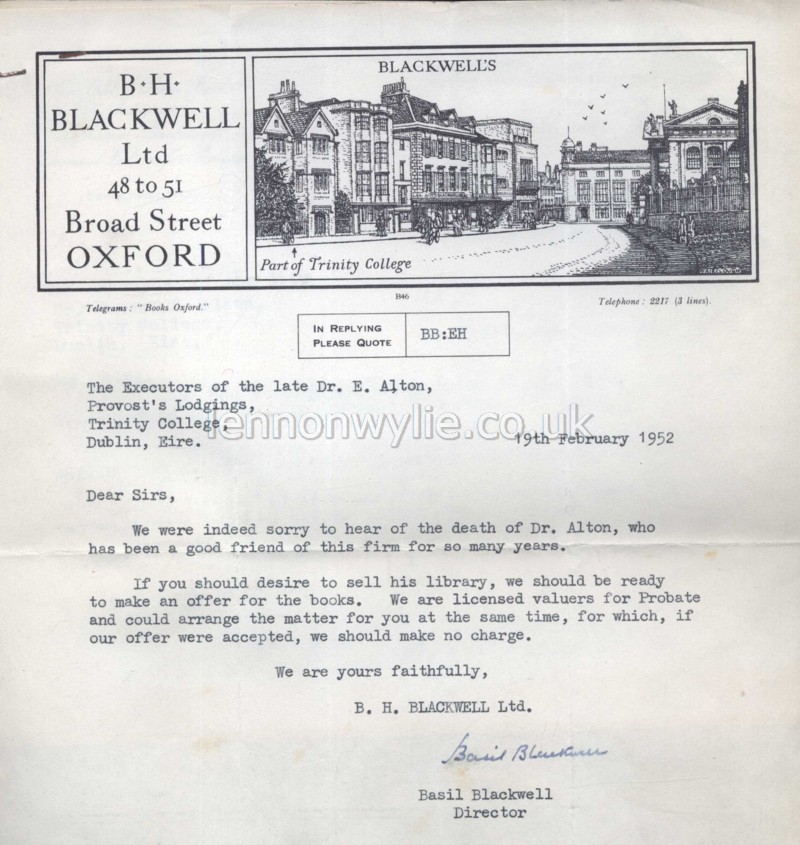 B·H·
BLACKWELL
Ltd
48 to 51
Broad Street
OXFORD
BLACKWELL'S
Part of Trinity College
B46
Telegrams: "Books Oxford."
Telephone: 2217 (3 lines).
IN REPLYING
PLEASE QUOTE
BB:EH
The Executors of the late Dr. E. Alton,
Provost's Lodgings,
Trinity College,
Dublin, Eire.
lennonwylie.co.uk
19th February 1952
Dear Sirs,
We were indeed sorry to hear of the death of Dr. Alton, who
has been a good friend of this firm for so many years.
If you should desire to sell his library, we should be ready
to make an offer for the books. We are licensed valuers for Probate
and could arrange the matter for you at the same time, for which, if
our offer were accepted, we should make no charge.
We are yours faithfully,
B. H. BLACKWELL Ltd.
Basil Blackwell
Basil Blackwell
Director